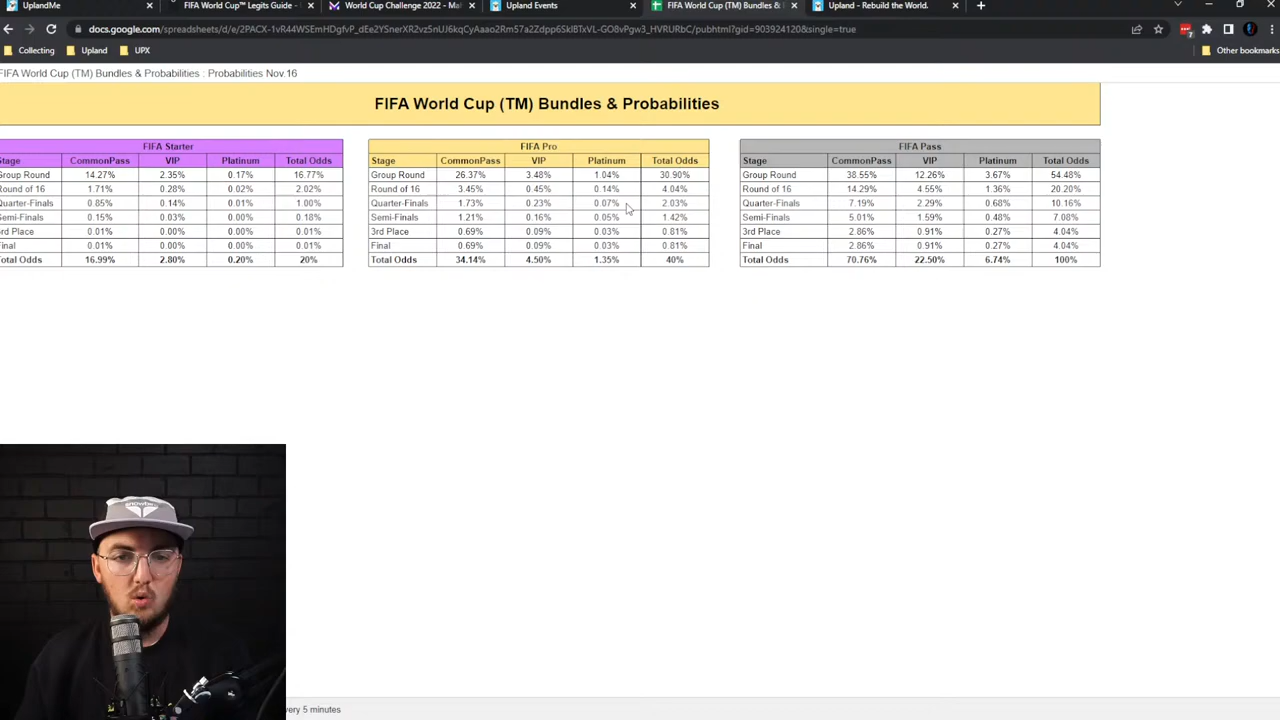 UplandMe
FIFA World Cup™ Legits Guide -
World Cup Challenge 2022 - Ma
Upland Events
FIFA World Cup (TM) Bundles &
Upland - Rebuild the World.
docs.google.com/spreadsheets/d/e/2PACX-
pubhtml?gid=903924120&single=true
Collecting
Upland
UPX
Other bookmarks
FIFA World Cup (TM) Bundles & Probabilities : Probabilities Nov.16
FIFA World Cup (TM) Bundles & Probabilities
FIFA Starter
Stage CommonPass VIP Platinum Total Odds
Group Round 14.27% 2.35% 0.17% 16.77%
Round of 16 1.71% 0.28% 0.02% 2.02%
Quarter-Finals 0.85% 0.14% 0.01% 1.00%
Semi-Finals 0.15% 0.03% 0.00% 0.18%
3rd Place 0.01% 0.00% 0.00% 0.01%
Final 0.01% 0.00% 0.00% 0.01%
Total Odds 16.99% 2.80% 0.20% 20%
FIFA Pro
Stage CommonPass VIP Platinum Total Odds
Group Round 26.37% 3.48% 1.04% 30.90%
Round of 16 3.45% 0.45% 0.14% 4.04%
Quarter-Finals 1.73% 0.23% 0.07% 2.03%
Semi-Finals 1.21% 0.16% 0.05% 1.42%
3rd Place 0.69% 0.09% 0.03% 0.81%
Final 0.69% 0.09% 0.03% 0.81%
Total Odds 34.14% 4.50% 1.35% 40%
FIFA Pass
Stage CommonPass VIP Platinum Total Odds
Group Round 38.55% 12.26% 3.67% 54.48%
Round of 16 14.29% 4.55% 1.36% 20.20%
Quarter-Finals 7.19% 2.29% 0.68% 10.16%
Semi-Finals 5.01% 1.59% 0.48% 7.08%
3rd Place 2.86% 0.91% 0.27% 4.04%
Final 2.86% 0.91% 0.27% 4.04%
Total Odds 70.76% 22.50% 6.74% 100%
very 5 minutes